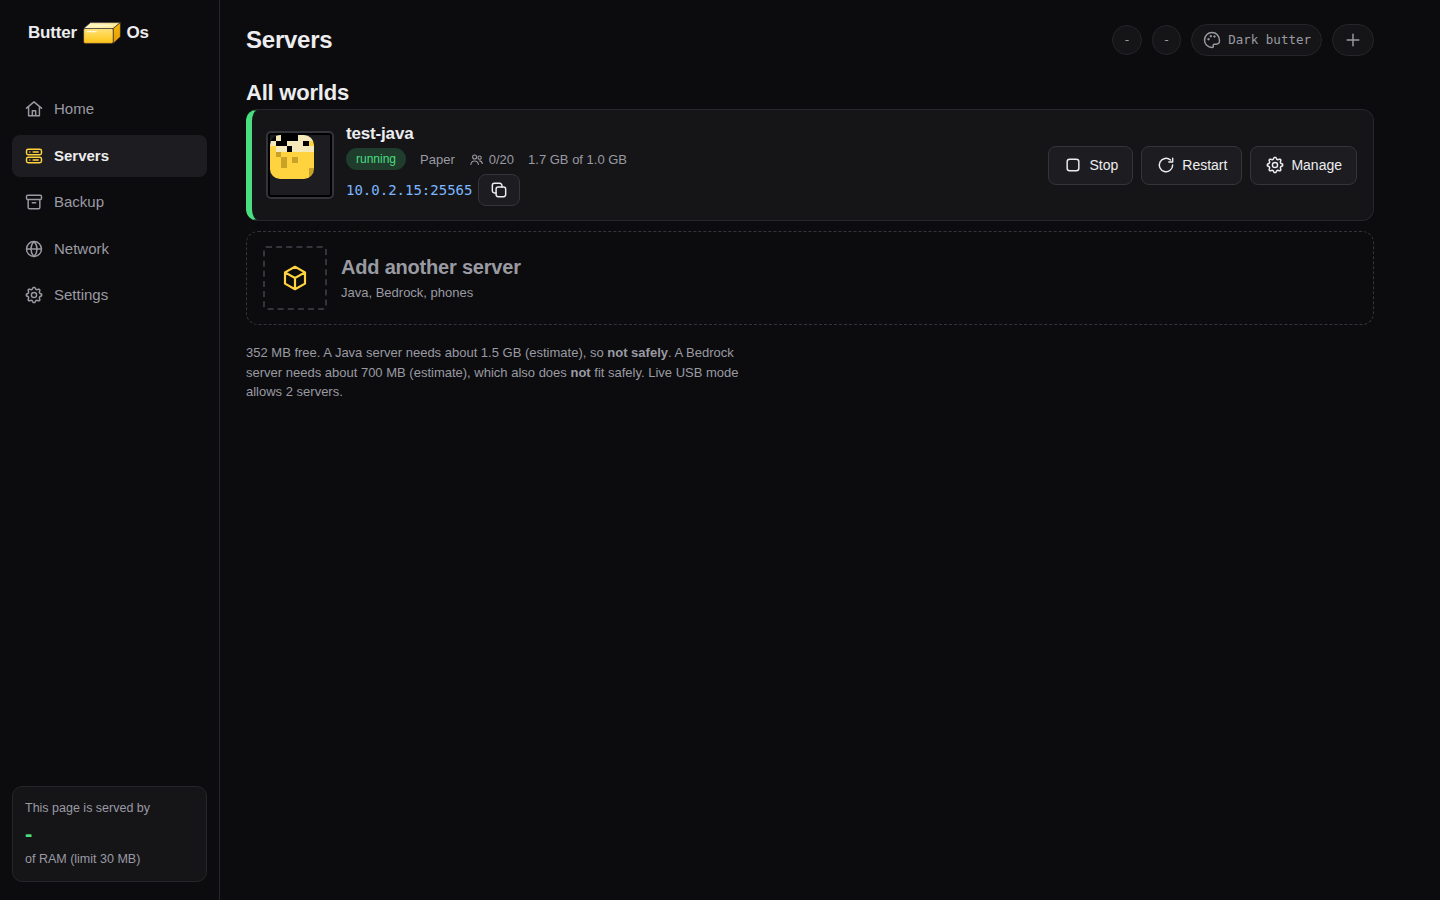 Butter Os
Home
Servers
Backup
Network
Settings
This page is served by
-
of RAM (limit 30 MB)
Servers
-
-
Dark butter
All worlds
test-java
running Paper 0/20 1.7 GB of 1.0 GB
10.0.2.15:25565
Stop
Restart
Manage
Add another server
Java, Bedrock, phones
352 MB free. A Java server needs about 1.5 GB (estimate), so not safely. A Bedrock
server needs about 700 MB (estimate), which also does not fit safely. Live USB mode
allows 2 servers.